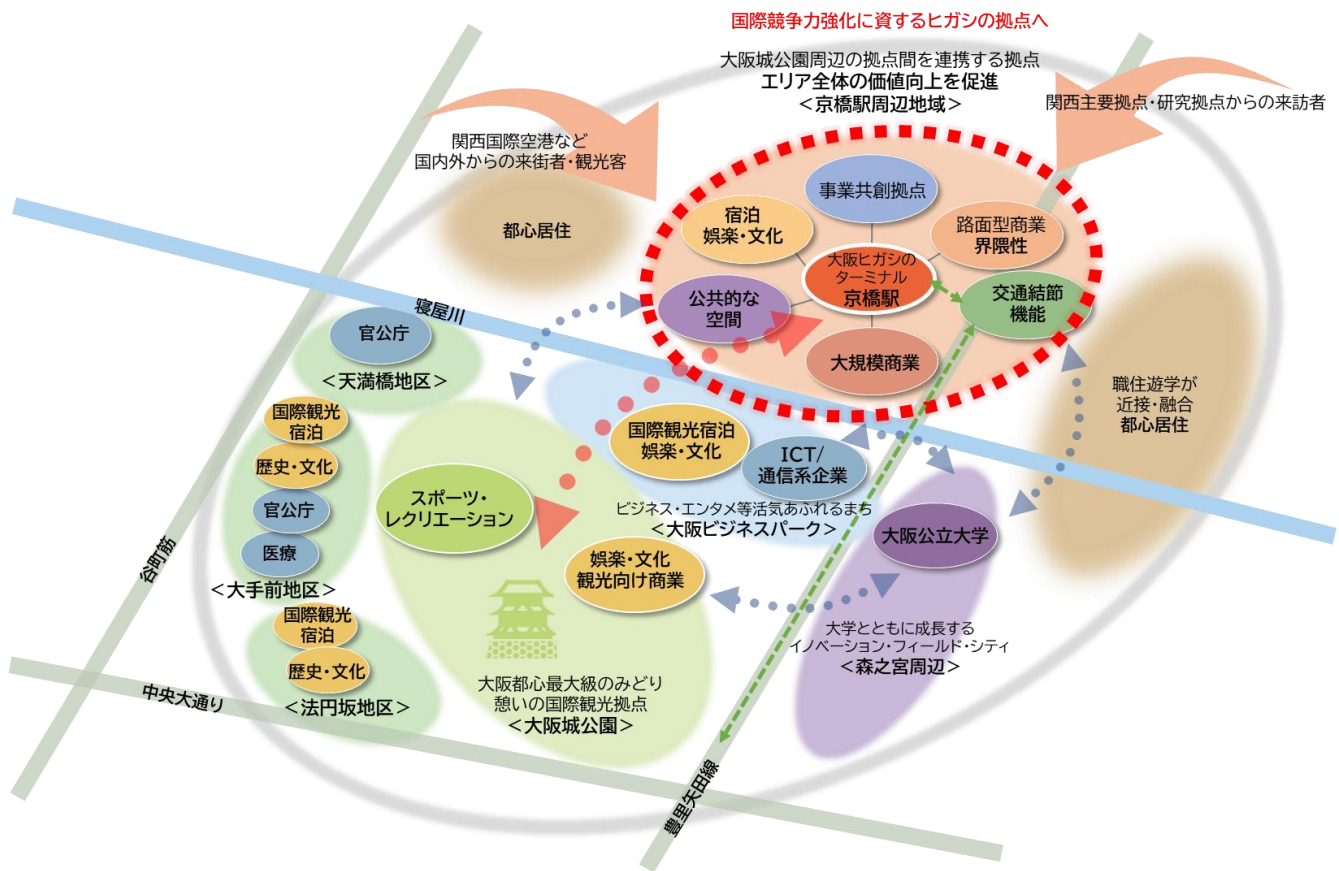 国際競争力強化に資するヒガシの拠点へ
大阪城公園周辺の拠点間を連携する拠点
エリア全体の価値向上を促進
＜京橋駅周辺地域＞
関西主要拠点・研究拠点からの来訪者
関西国際空港など
国内外からの来街者・観光客
都心居住
事業共創拠点
宿泊
娯楽・文化
路面型商業
界隈性
大阪ヒガシの
ターミナル
京橋駅
公共的な
空間
交通結節
機能
大規模商業
寝屋川
官公庁
＜天満橋地区＞
職住遊学が
近接・融合
都心居住
国際観光
宿泊
歴史・文化
官公庁
医療
＜大手前地区＞
国際観光宿泊
娯楽・文化
ICT/
通信系企業
ビジネス・エンタメ等活気あふれるまち
＜大阪ビジネスパーク＞
スポーツ・
レクリエーション
大阪公立大学
娯楽・文化
観光向け商業
谷町筋
国際観光
宿泊
歴史・文化
＜法円坂地区＞
大学とともに成長する
イノベーション・フィールド・シティ
＜森之宮周辺＞
大阪都心最大級のみどり
憩いの国際観光拠点
＜大阪城公園＞
中央大通り
豊里矢田線